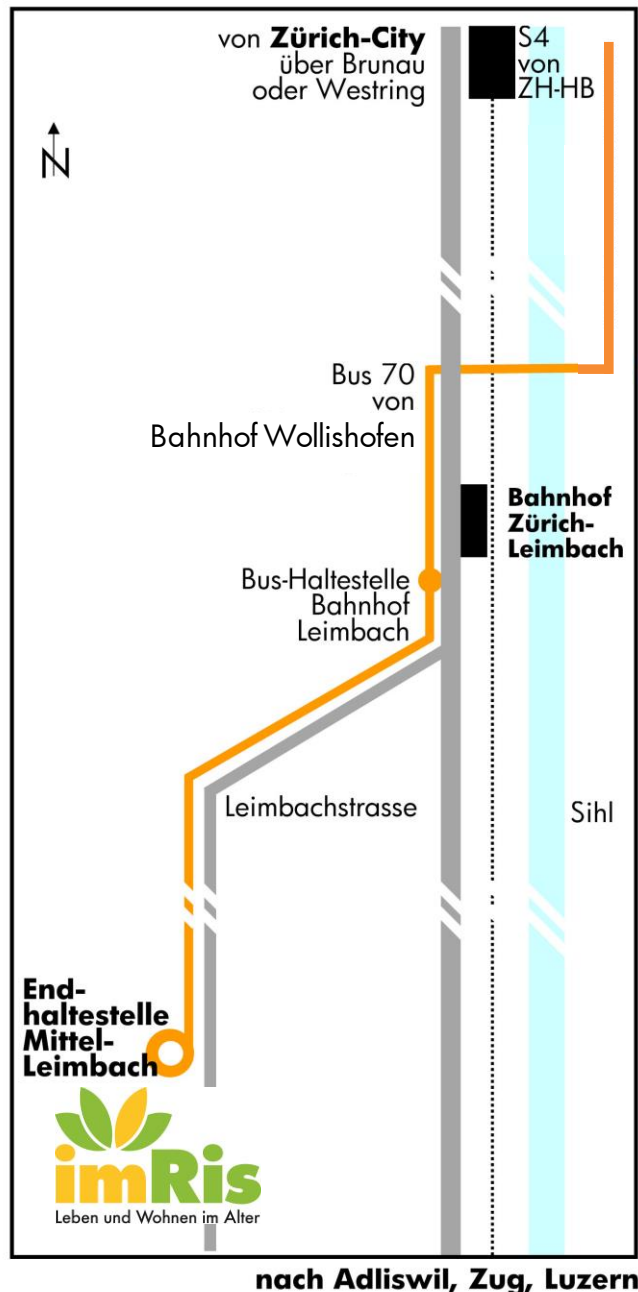 von Zürich-City
über Brunau
oder Westring
S4
von
ZH-HB
N
Bus 70
von
Bahnhof Wollishofen
Bahnhof
Zürich-
Leimbach
Bus-Haltestelle
Bahnhof
Leimbach
Leimbachstrasse
Sihl
End-
haltestelle
Mittel-
Leimbach
imRis
Leben und Wohnen im Alter
nach Adliswil, Zug, Luzern